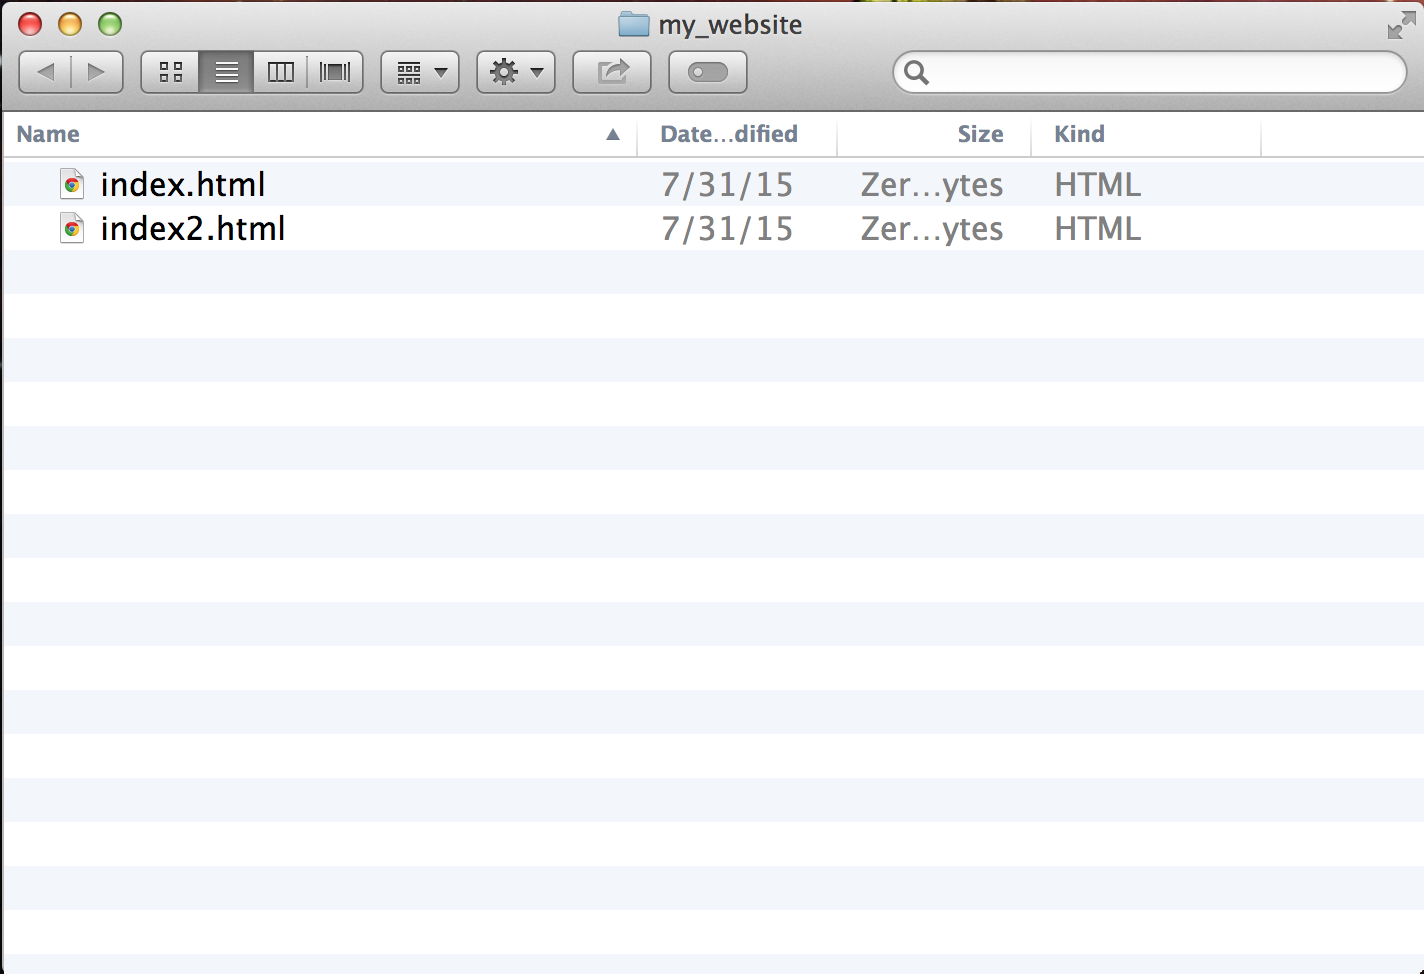 my_website
Name Date...dified Size Kind
index.html 7/31/15 Zer...ytes HTML
index2.html 7/31/15 Zer...ytes HTML